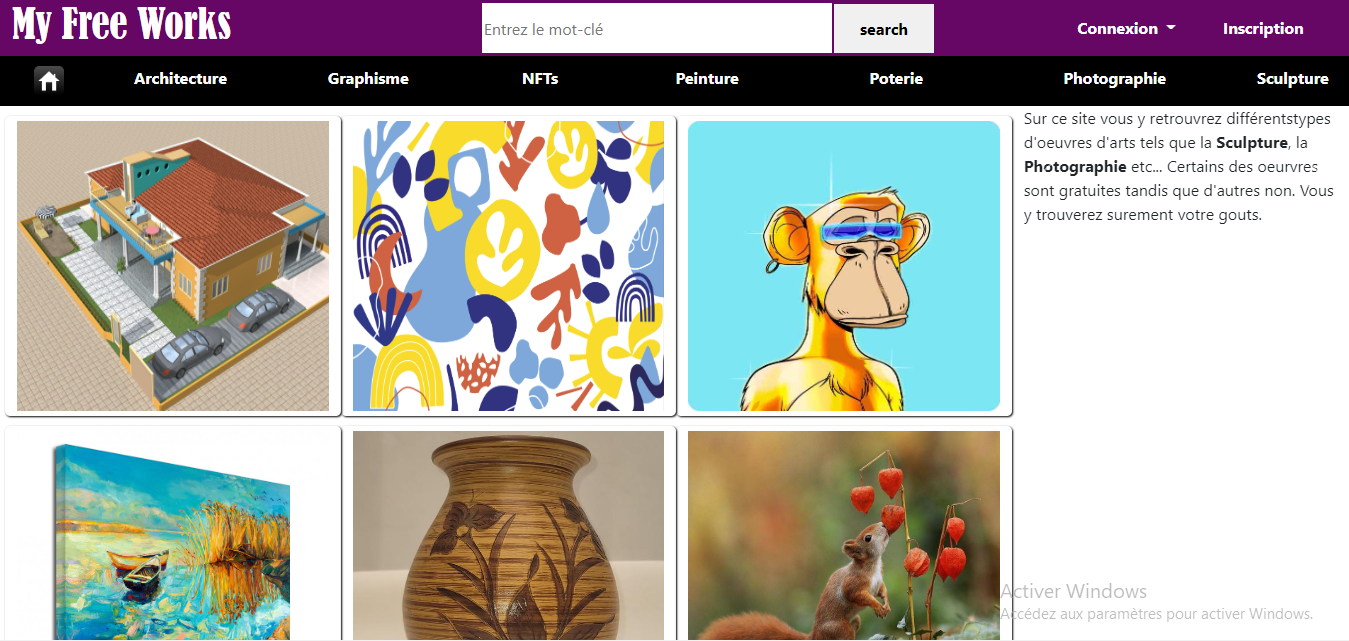 My Free Works
Entrez le mot-clé
search
Connexion
Inscription
Architecture
Graphisme
NFTs
Peinture
Poterie
Photographie
Sculpture
Sur ce site vous y retrouvrez différentstypes
d'oeuvres d'arts tels que la Sculpture, la
Photographie etc... Certains des oeurvres
sont gratuites tandis que d'autres non. Vous
y trouverez surement votre gouts.
Activer Windows
Accédez aux paramètres pour activer Windows.